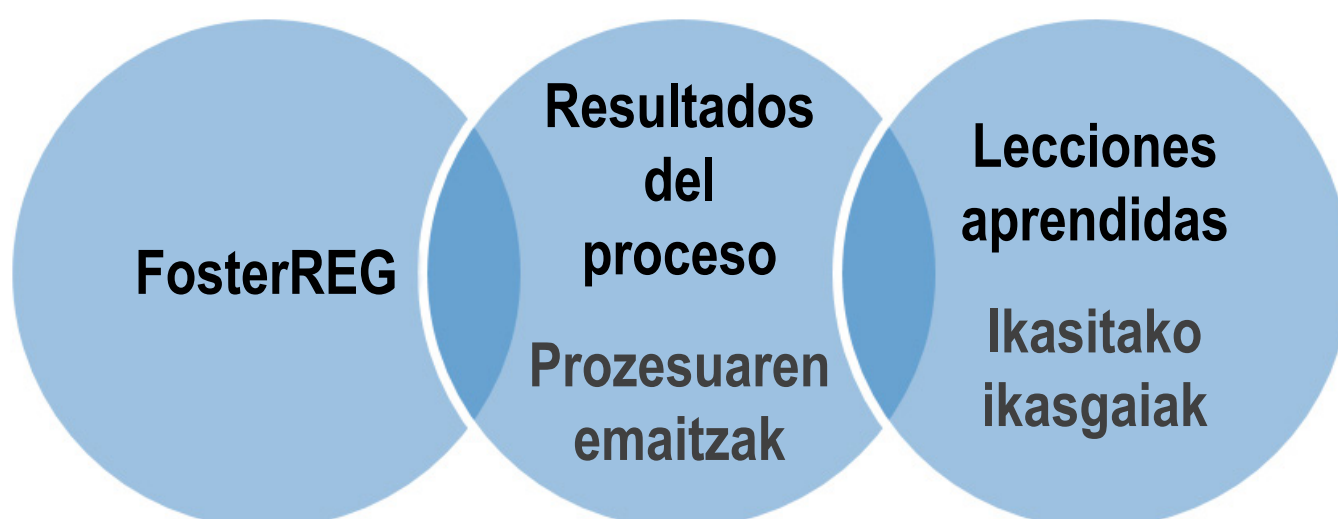 FosterREG
Resultados
del
proceso
Prozesuaren
emaitzak
Lecciones
aprendidas
Ikasitako
ikasgaiak